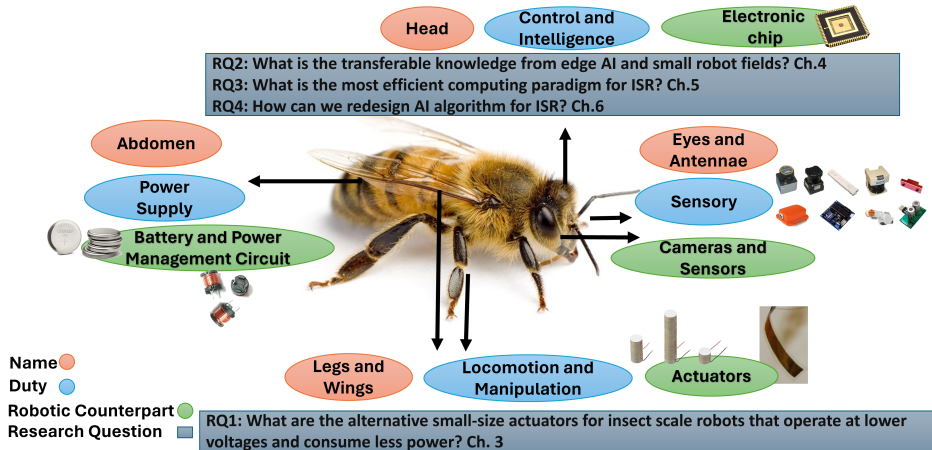 Head
Control and
Intelligence
Electronic
chip
RQ2: What is the transferable knowledge from edge AI and small robot fields? Ch.4
RQ3: What is the most efficient computing paradigm for ISR? Ch.5
RQ4: How can we redesign AI algorithm for ISR? Ch.6
Abdomen
Power
Supply
Battery and Power
Management Circuit
Eyes and
Antennae
Sensory
Cameras and
Sensors
Legs and
Wings
Locomotion and
Manipulation
Actuators
Name
Duty
Robotic Counterpart
Research Question
RQ1: What are the alternative small-size actuators for insect scale robots that operate at lower
voltages and consume less power? Ch. 3